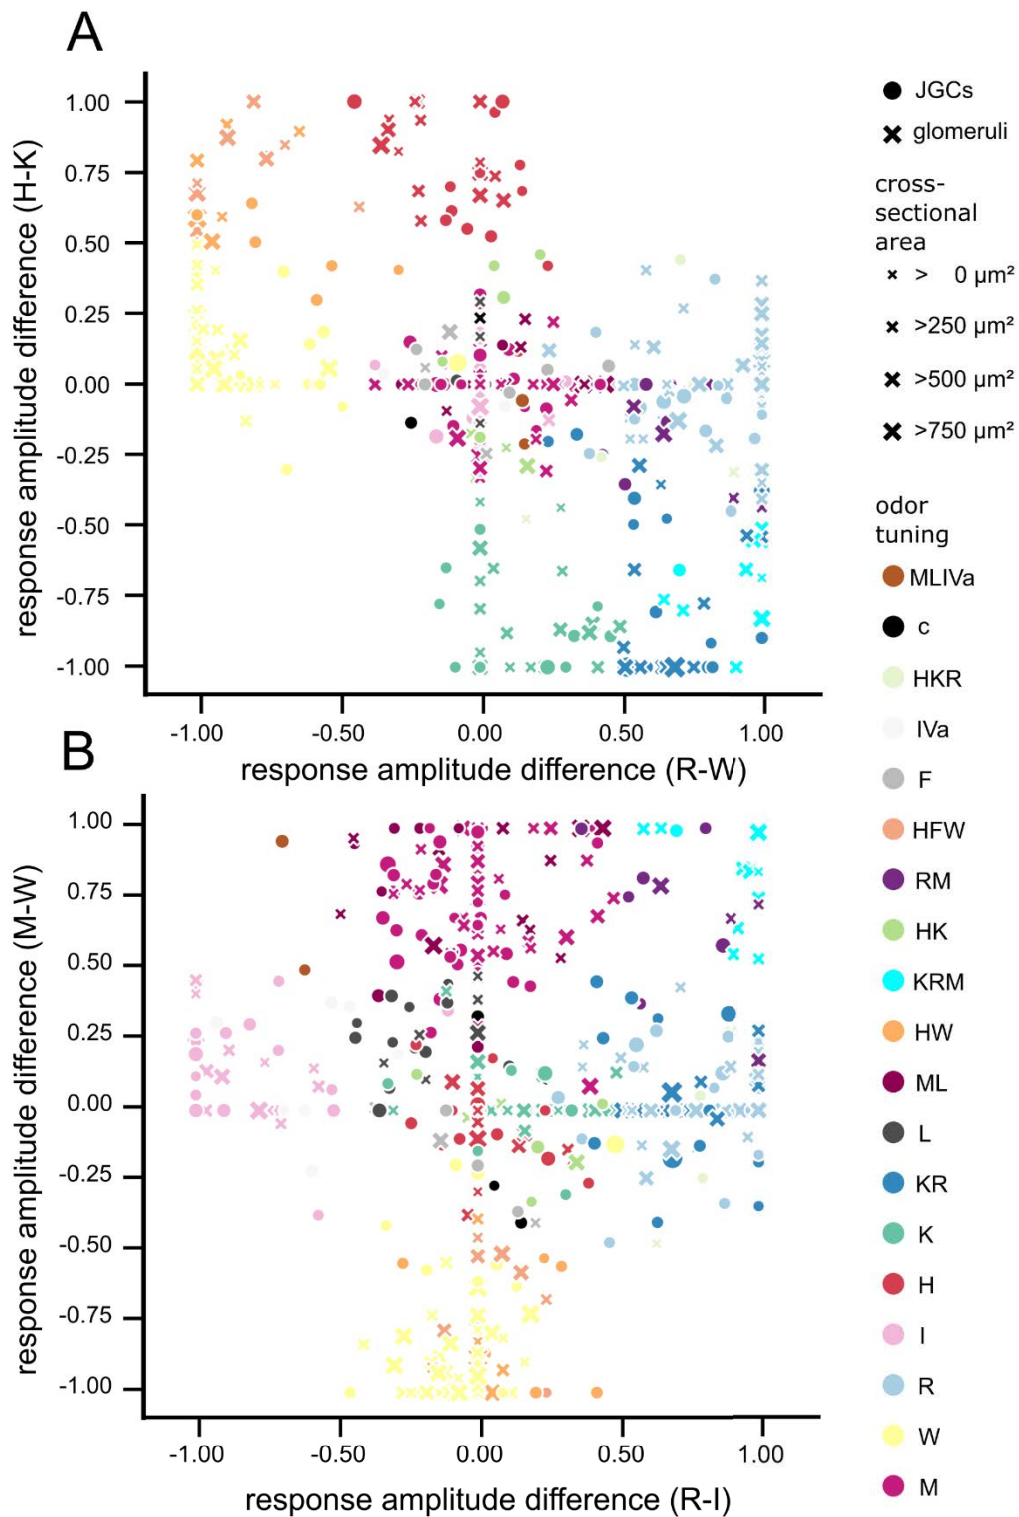 A
response amplitude difference (H-K)
1.00
0.75
0.50
0.25
0.00
-0.25
-0.50
-0.75
-1.00
-1.00 -0.50 0.00 0.50 1.00
response amplitude difference (R-W)
B
response amplitude difference (M-W)
1.00
0.75
0.50
0.25
0.00
-0.25
-0.50
-0.75
-1.00
-1.00 -0.50 0.00 0.50 1.00
response amplitude difference (R-I)
JGCs
glomeruli
cross-
sectional
area
> 0 µm²
>250 µm²
>500 µm²
>750 µm²
odor
tuning
MLIVa
c
HKR
IVa
F
HFW
RM
HK
KRM
HW
ML
L
KR
K
H
I
R
W
M